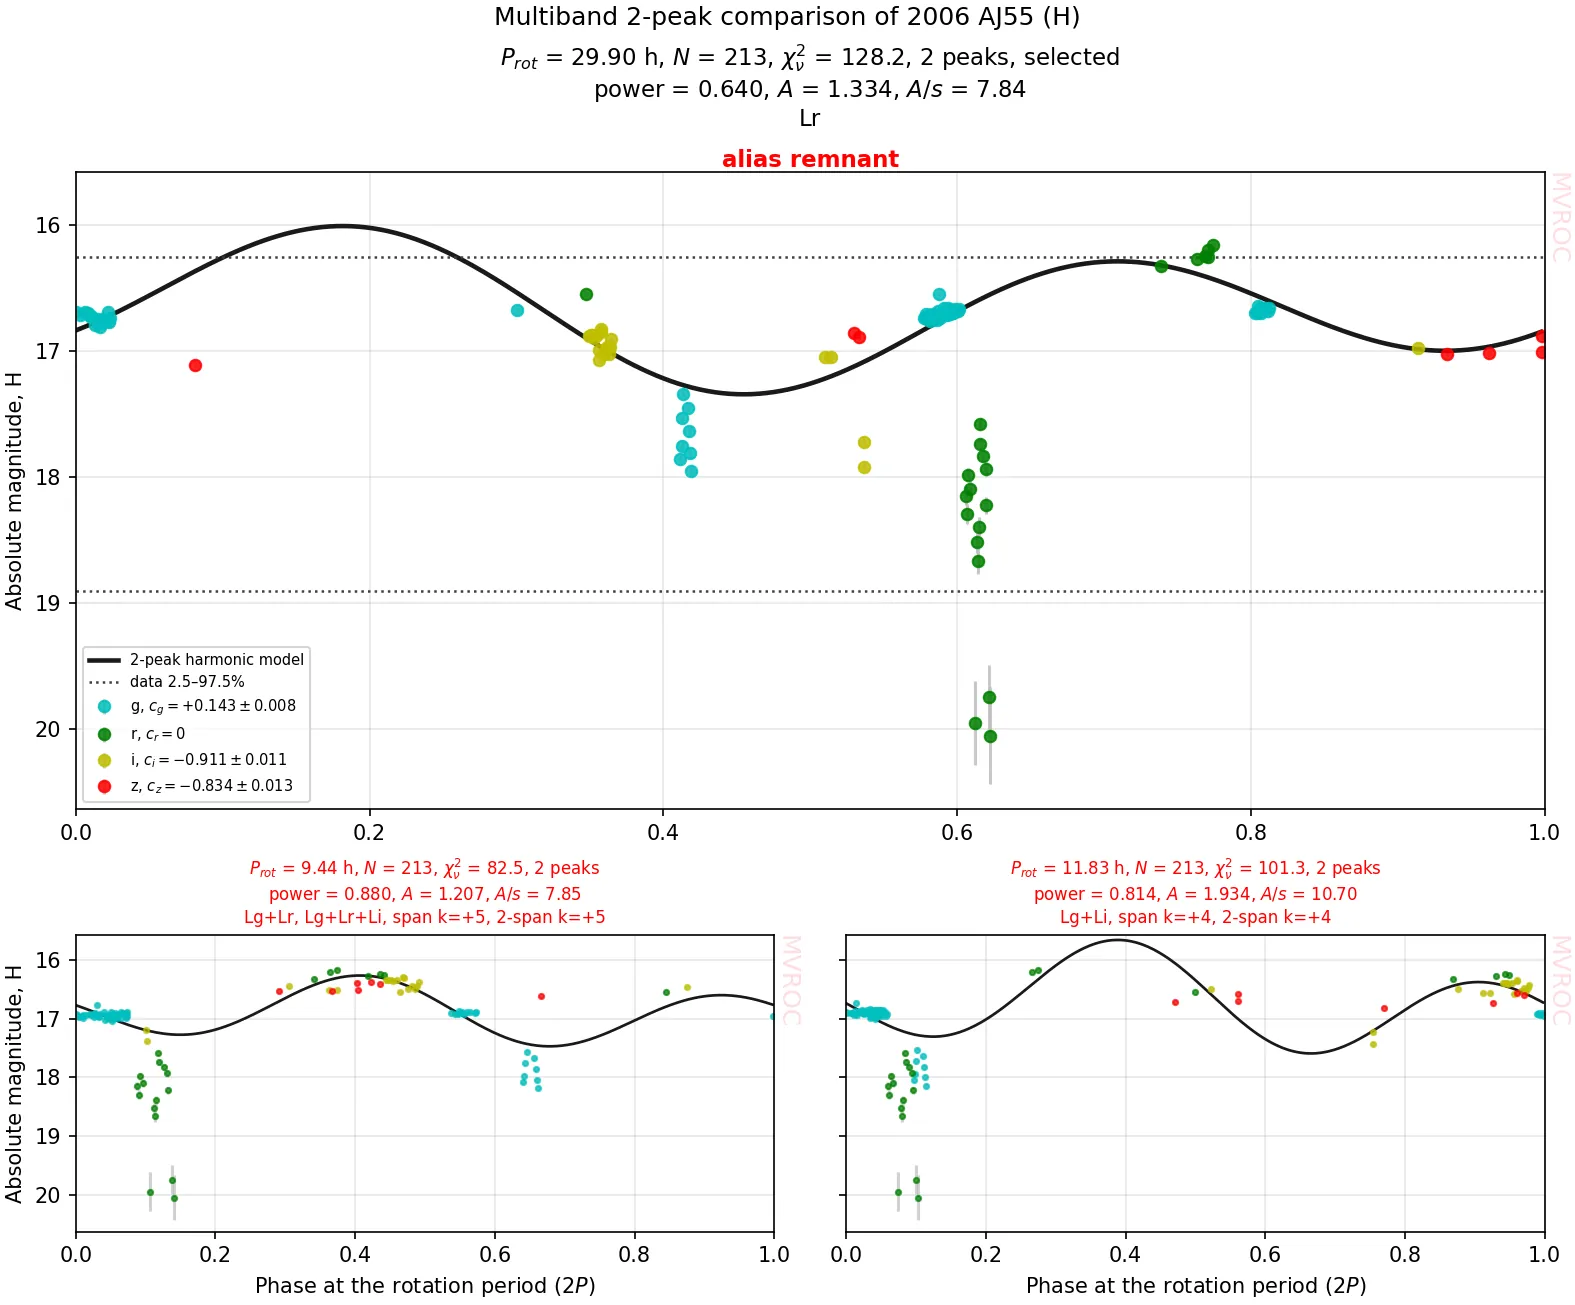 Multiband 2-peak comparison of 2006 AJ55 (H)
P_rot = 29.90 h, N = 213, χ²_ν = 128.2, 2 peaks, selected
power = 0.640, A = 1.334, A/s = 7.84
Lr
alias remnant
MVROC
Absolute magnitude, H
16
17
18
19
20
2-peak harmonic model
data 2.5–97.5%
g, c_g = +0.143 ± 0.008
r, c_r = 0
i, c_i = −0.911 ± 0.011
z, c_z = −0.834 ± 0.013
0.0 0.2 0.4 0.6 0.8 1.0
P_rot = 9.44 h, N = 213, χ²_ν = 82.5, 2 peaks
power = 0.880, A = 1.207, A/s = 7.85
Lg+Lr, Lg+Lr+Li, span k=+5, 2-span k=+5
MVROC
Absolute magnitude, H
16
17
18
19
20
0.0 0.2 0.4 0.6 0.8 1.0
Phase at the rotation period (2P)
P_rot = 11.83 h, N = 213, χ²_ν = 101.3, 2 peaks
power = 0.814, A = 1.934, A/s = 10.70
Lg+Li, span k=+4, 2-span k=+4
MVROC
0.0 0.2 0.4 0.6 0.8 1.0
Phase at the rotation period (2P)